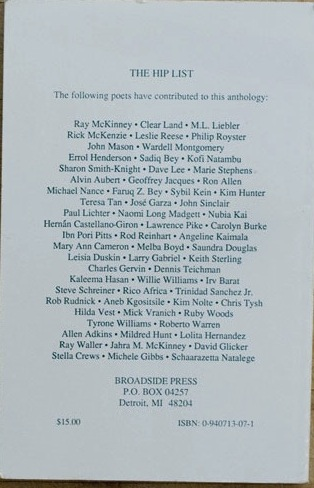 THE HIP LIST
The following poets have contributed to this anthology:
Ray McKinney • Clear Land • M.L. Liebler
Rick McKenzie • Leslie Reese • Philip Royster
John Mason • Wardell Montgomery
Errol Henderson • Sadiq Bey • Kofi Natambu
Sharon Smith-Knight • Dave Lee • Marie Stephens
Alvin Aubert • Geoffrey Jacques • Ron Allen
Michael Nance • Faruq Z. Bey • Sybil Kein • Kim Hunter
Teresa Tan • José Garza • John Sinclair
Paul Lichter • Naomi Long Madgett • Nubia Kai
Hernán Castellano-Giron • Lawrence Pike • Carolyn Burke
Ibn Pori Pitts • Rod Reinhart • Angeline Kaimala
Mary Ann Cameron • Melba Boyd • Saundra Douglas
Leisia Duskin • Larry Gabriel • Keith Sterling
Charles Gervin • Dennis Teichman
Kaleema Hasan • Willie Williams • Irv Barat
Steve Schreiner • Rico Africa • Trinidad Sanchez Jr.
Rob Rudnick • Aneb Kgositsile • Kim Nolte • Chris Tysh
Hilda Vest • Mick Vranich • Ruby Woods
Tyrone Williams • Roberto Warren
Allen Adkins • Mildred Hunt • Lolita Hernandez
Ray Waller • Jahra M. McKinney • David Glicker
Stella Crews • Michele Gibbs • Schaarazetta Natalege
BROADSIDE PRESS
P.O. BOX 04257
Detroit, MI 48204
$15.00 ISBN: 0-940713-07-1